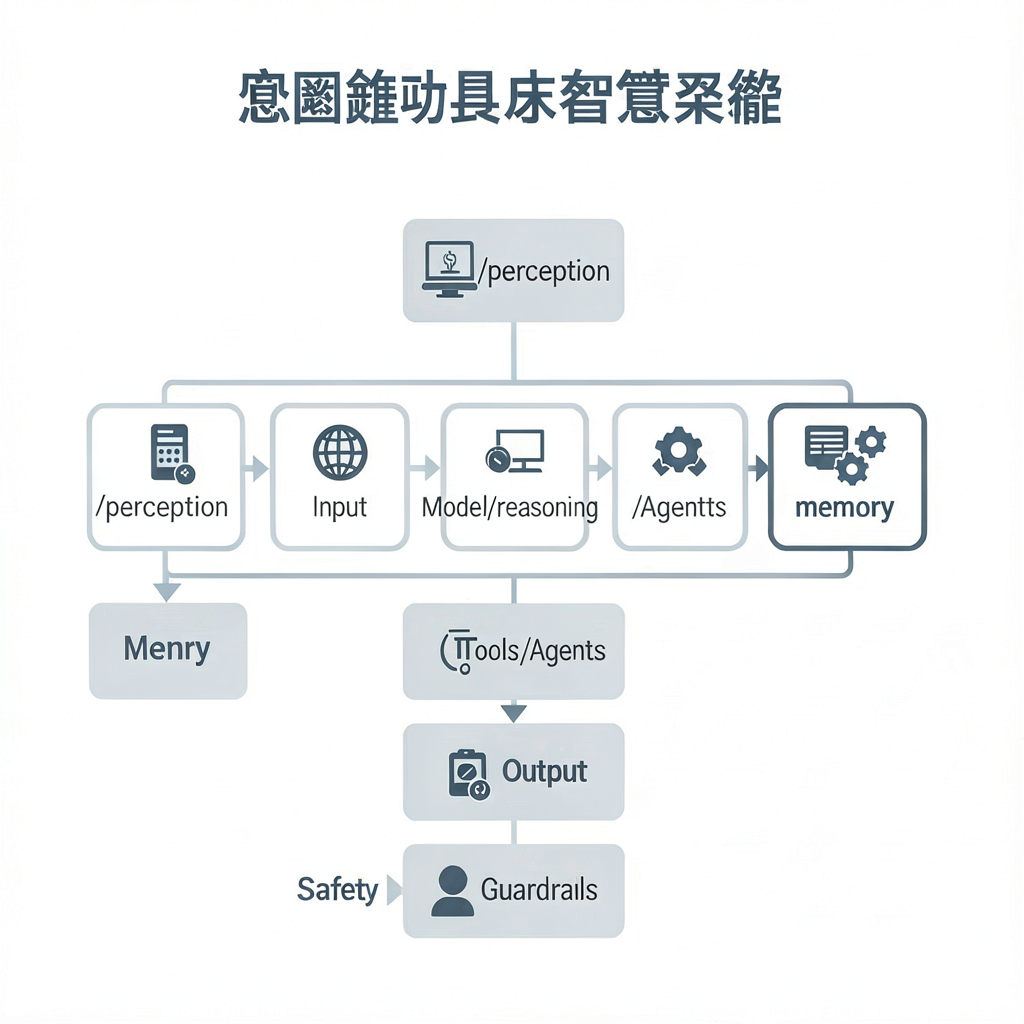 /perception
/perception
Input
Model/reasoning
/Agentts
memory
Menry
Tools/Agents
Output
Safety
Guardrails